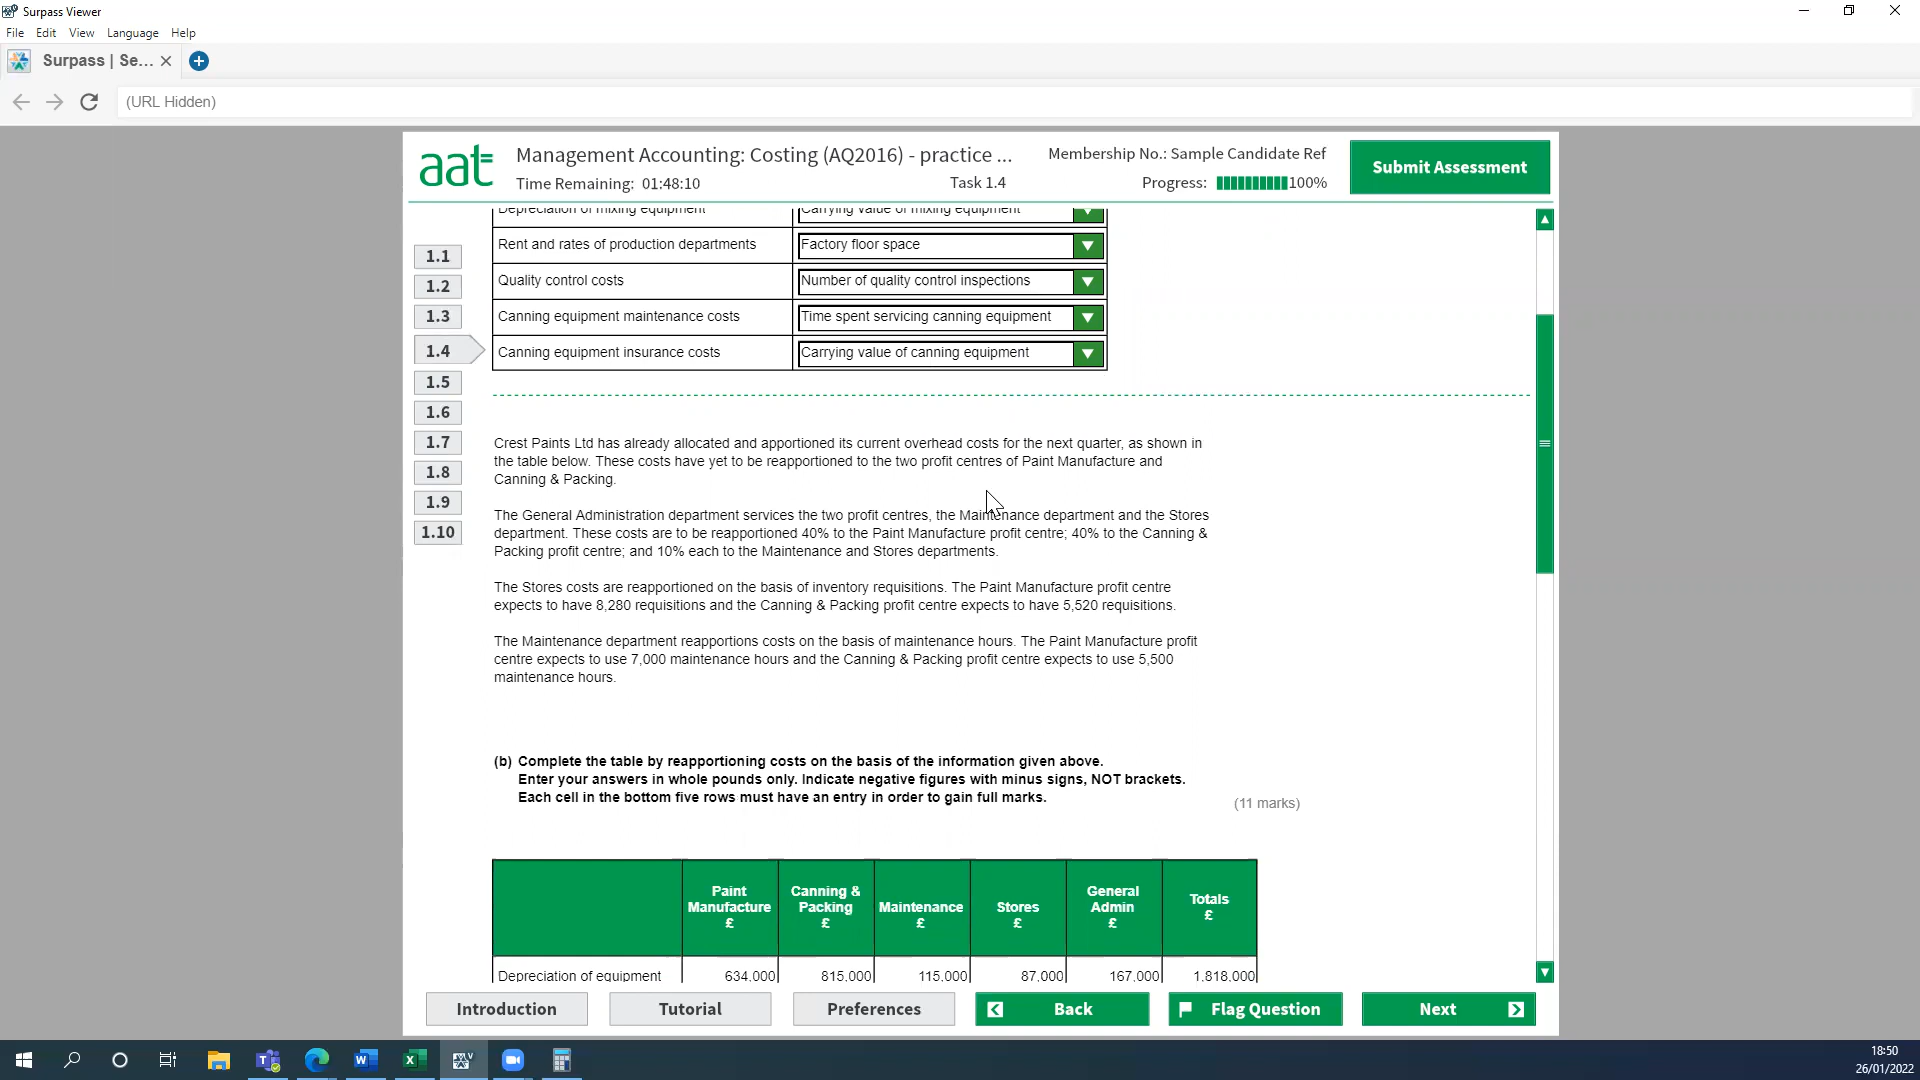 Surpass Viewer
File Edit View Language Help
Surpass | Se...
(URL Hidden)
aat
Management Accounting: Costing (AQ2016) - practice ...
Membership No.: Sample Candidate Ref
Submit Assessment
Time Remaining: 01:48:10
Task 1.4
Progress: 100%
Depreciation of mixing equipment Carrying value of mixing equipment
Rent and rates of production departments Factory floor space
Quality control costs Number of quality control inspections
Canning equipment maintenance costs Time spent servicing canning equipment
Canning equipment insurance costs Carrying value of canning equipment
1.1
1.2
1.3
1.4
1.5
1.6
1.7
1.8
1.9
1.10
Crest Paints Ltd has already allocated and apportioned its current overhead costs for the next quarter, as shown in
the table below. These costs have yet to be reapportioned to the two profit centres of Paint Manufacture and
Canning & Packing.
The General Administration department services the two profit centres, the Maintenance department and the Stores
department. These costs are to be reapportioned 40% to the Paint Manufacture profit centre; 40% to the Canning &
Packing profit centre; and 10% each to the Maintenance and Stores departments.
The Stores costs are reapportioned on the basis of inventory requisitions. The Paint Manufacture profit centre
expects to have 8,280 requisitions and the Canning & Packing profit centre expects to have 5,520 requisitions.
The Maintenance department reapportions costs on the basis of maintenance hours. The Paint Manufacture profit
centre expects to use 7,000 maintenance hours and the Canning & Packing profit centre expects to use 5,500
maintenance hours.
(b) Complete the table by reapportioning costs on the basis of the information given above.
Enter your answers in whole pounds only. Indicate negative figures with minus signs, NOT brackets.
Each cell in the bottom five rows must have an entry in order to gain full marks.
(11 marks)
Paint Manufacture £
Canning & Packing £
Maintenance £
Stores £
General Admin £
Totals £
Depreciation of equipment 634,000 815,000 115,000 87,000 167,000 1,818,000
Introduction Tutorial Preferences Back Flag Question Next
18:50
26/01/2022